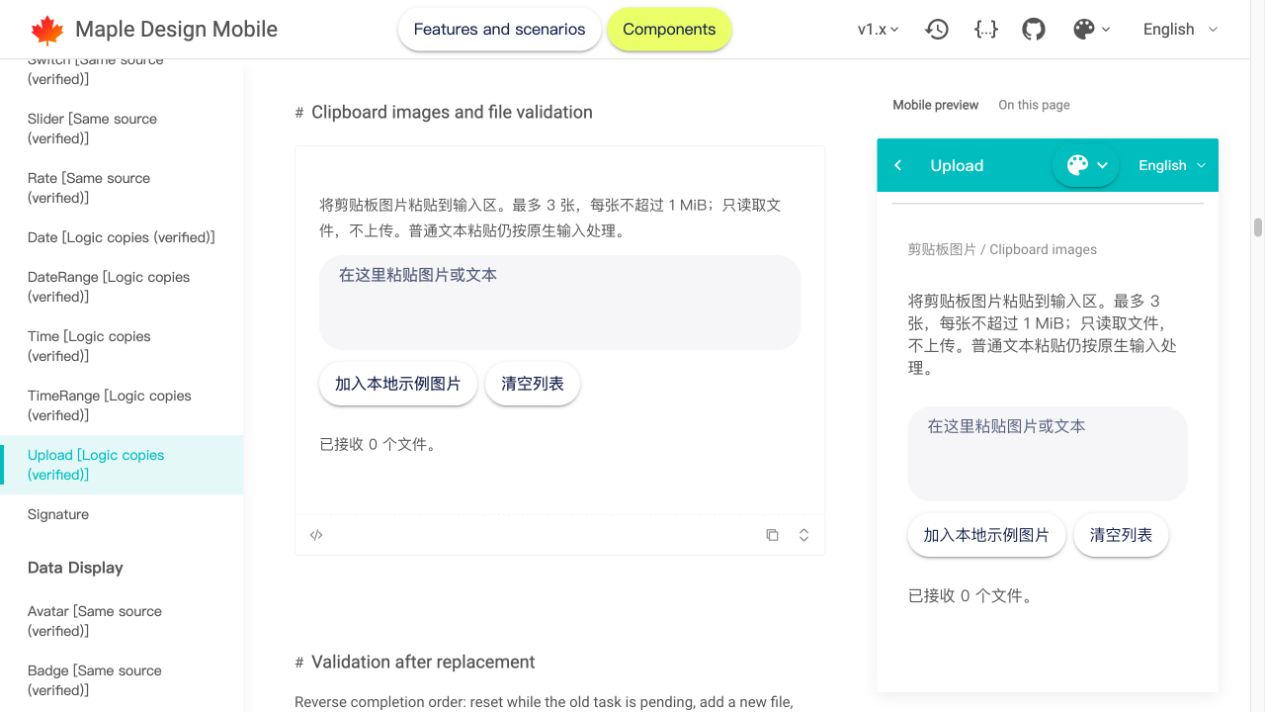 Maple Design Mobile
Features and scenarios
Components
v1.x
English
Switch [Same source
(verified)]
Slider [Same source
(verified)]
Rate [Same source
(verified)]
Date [Logic copies (verified)]
DateRange [Logic copies
(verified)]
Time [Logic copies
(verified)]
TimeRange [Logic copies
(verified)]
Upload [Logic copies
(verified)]
Signature
Data Display
Avatar [Same source
(verified)]
Badge [Same source
(verified)]
# Clipboard images and file validation
将剪贴板图片粘贴到输入区。最多 3 张，每张不超过 1 MiB；只读取文
件，不上传。普通文本粘贴仍按原生输入处理。
在这里粘贴图片或文本
加入本地示例图片
清空列表
已接收 0 个文件。
# Validation after replacement
Reverse completion order: reset while the old task is pending, add a new file,
Mobile preview
On this page
Upload
English
剪贴板图片 / Clipboard images
将剪贴板图片粘贴到输入区。最多 3
张，每张不超过 1 MiB；只读取文件，
不上传。普通文本粘贴仍按原生输入处
理。
在这里粘贴图片或文本
加入本地示例图片
清空列表
已接收 0 个文件。